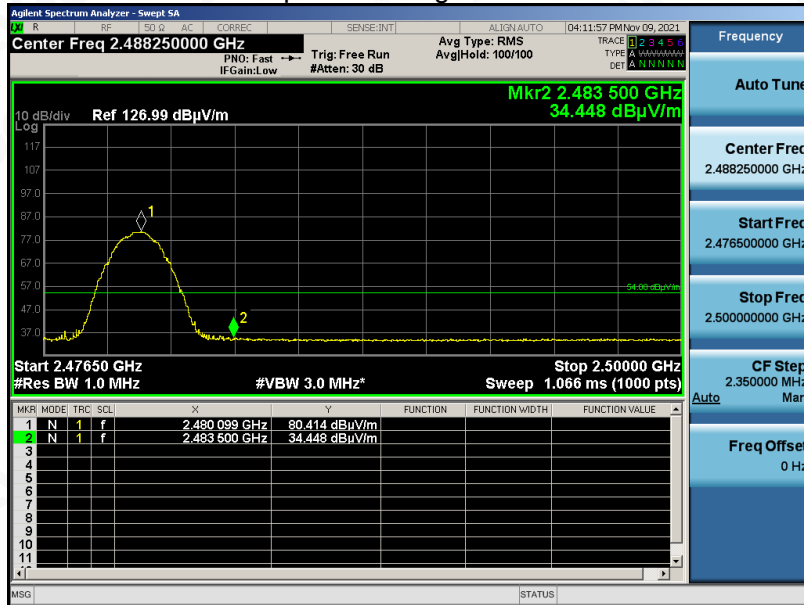 Agilent Spectrum Analyzer - Swept SA
LXI R RF 50 Ω AC CORREC SENSE:INT ALIGN AUTO 04:11:57 PM Nov 09, 2021
Center Freq 2.488250000 GHz
PNO: Fast
IFGain:Low
Trig: Free Run
#Atten: 30 dB
Avg Type: RMS
Avg|Hold: 100/100
TRACE 1 2 3 4 5 6
TYPE A
DET A N N N N N
Mkr2 2.483 500 GHz
34.448 dBμV/m
10 dB/div Ref 126.99 dBμV/m
Log
117
107
97.0
87.0
77.0
67.0
57.0
47.0
37.0
1
2
54.00 dBμV/m
Start 2.47650 GHz Stop 2.50000 GHz
#Res BW 1.0 MHz #VBW 3.0 MHz* Sweep 1.066 ms (1000 pts)
MKR MODE TRC SCL X Y FUNCTION FUNCTION WIDTH FUNCTION VALUE
1 N 1 f 2.480 099 GHz 80.414 dBμV/m
2 N 1 f 2.483 500 GHz 34.448 dBμV/m
3
4
5
6
7
8
9
10
11
MSG STATUS
Frequency
Auto Tune
Center Freq
2.488250000 GHz
Start Freq
2.476500000 GHz
Stop Freq
2.500000000 GHz
CF Step
2.350000 MHz
Auto Man
Freq Offset
0 Hz